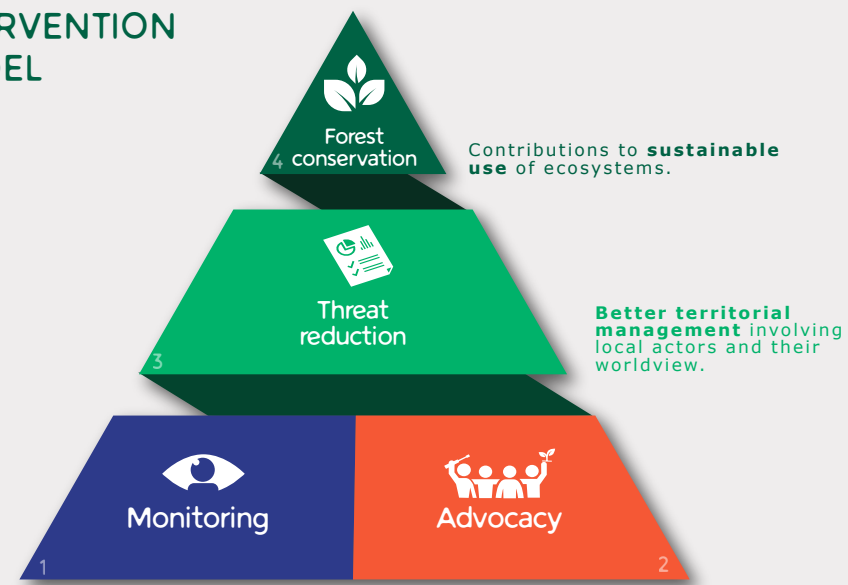 RVENTION
EL
Forest
4 conservation
Contributions to sustainable
use of ecosystems.
Threat
reduction
3
Better territorial
management involving
local actors and their
worldview.
Monitoring
1
Advocacy
2